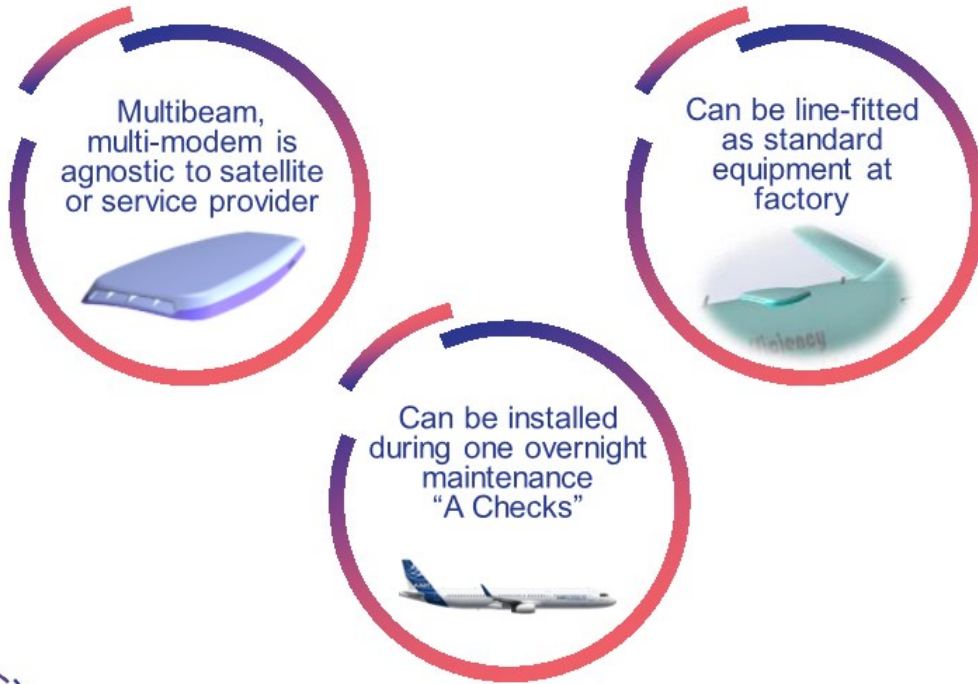 Multibeam,
multi-modem is
agnostic to satellite
or service provider
Can be line-fitted
as standard
equipment at
factory
Can be installed
during one overnight
maintenance
“A Checks”